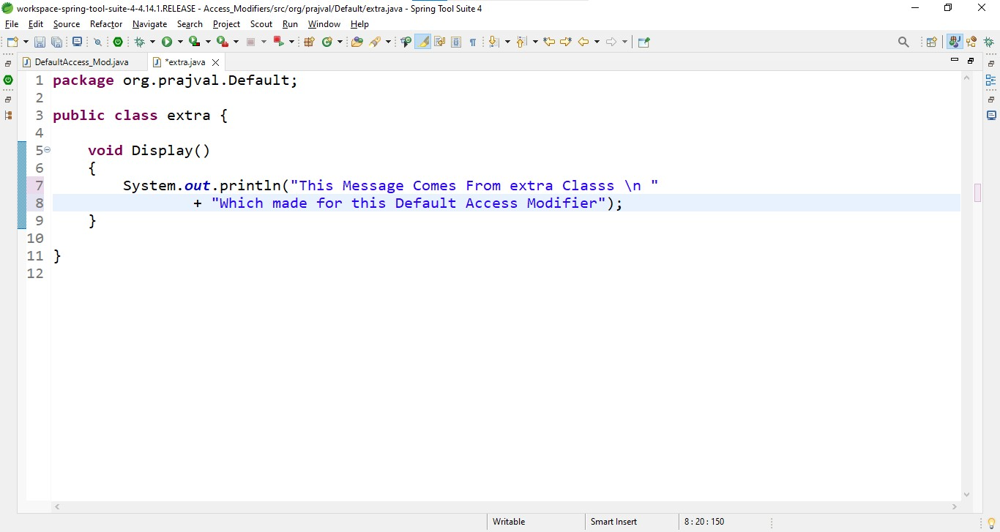 workspace-spring-tool-suite-4-4.14.1.RELEASE - Access_Modifiers/src/org/prajval/Default/extra.java - Spring Tool Suite 4
File Edit Source Refactor Navigate Search Project Scout Run Window Help
DefaultAccess_Mod.java *extra.java
1 package org.prajval.Default;
2
3 public class extra {
4
5 void Display()
6 {
7 System.out.println("This Message Comes From extra Classs \n "
8 + "Which made for this Default Access Modifier");
9 }
10
11 }
12
Writable Smart Insert 8 : 20 : 150